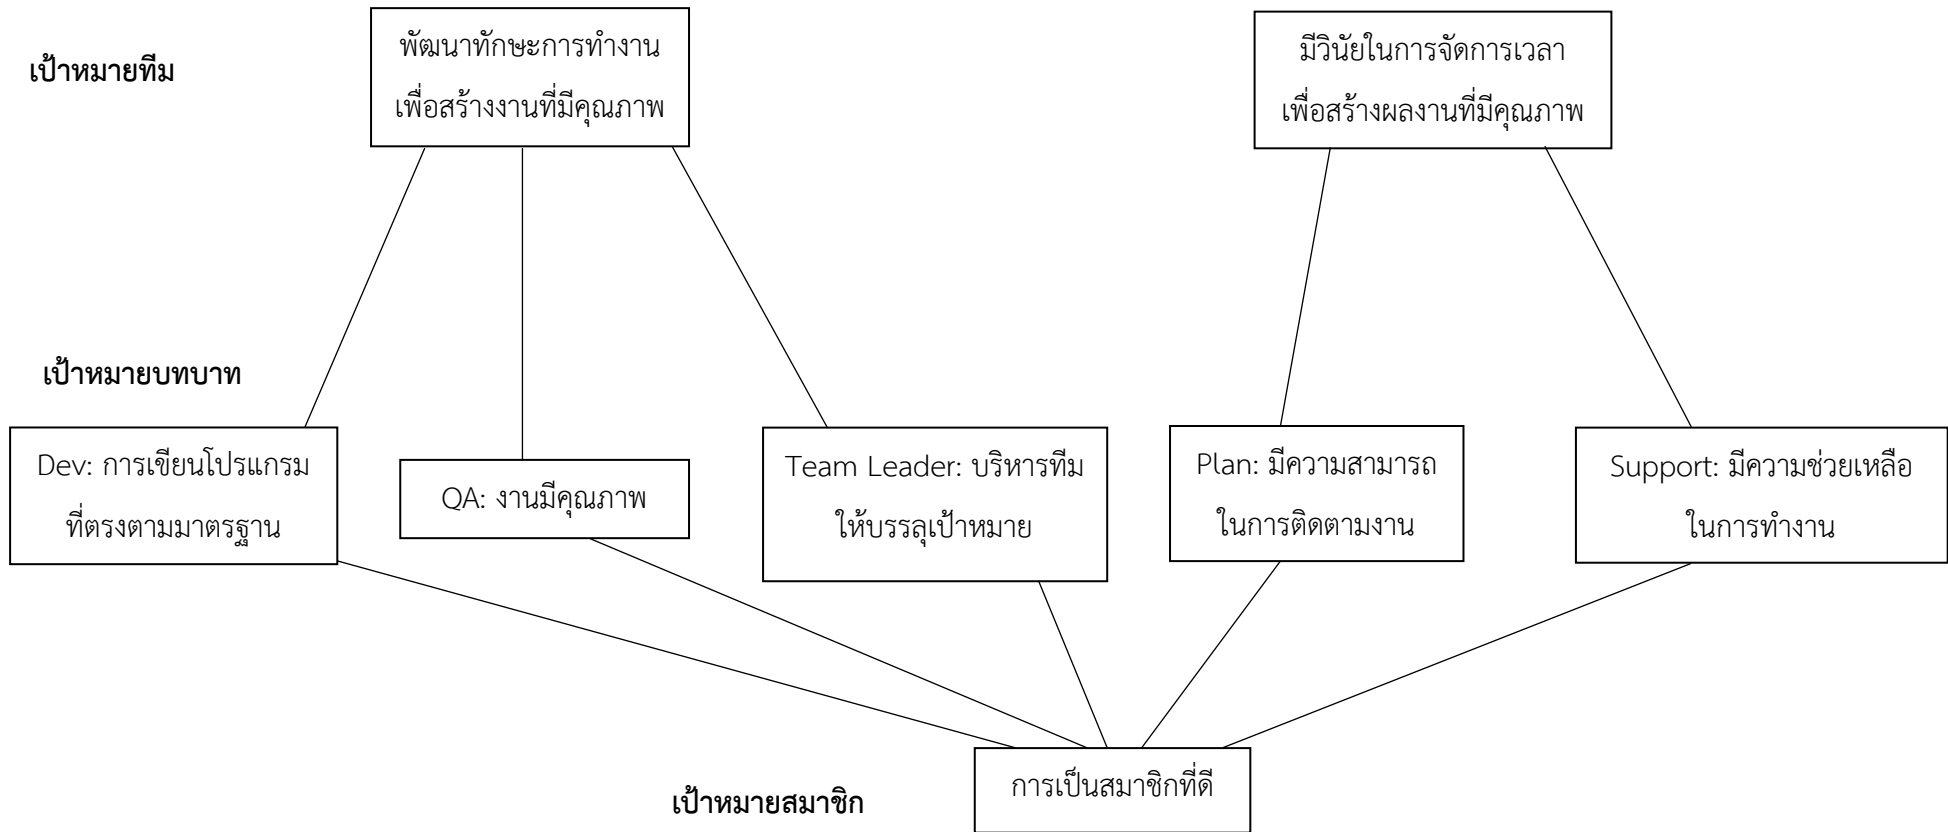 เป้าหมายทีม
พัฒนาทักษะการทำงาน
เพื่อสร้างงานที่มีคุณภาพ
มีวินัยในการจัดการเวลา
เพื่อสร้างผลงานที่มีคุณภาพ
เป้าหมายบทบาท
Dev: การเขียนโปรแกรม
ที่ตรงตามมาตรฐาน
QA: งานมีคุณภาพ
Team Leader: บริหารทีม
ให้บรรลุเป้าหมาย
Plan: มีความสามารถ
ในการติดตามงาน
Support: มีความช่วยเหลือ
ในการทำงาน
เป้าหมายสมาชิก
การเป็นสมาชิกที่ดี